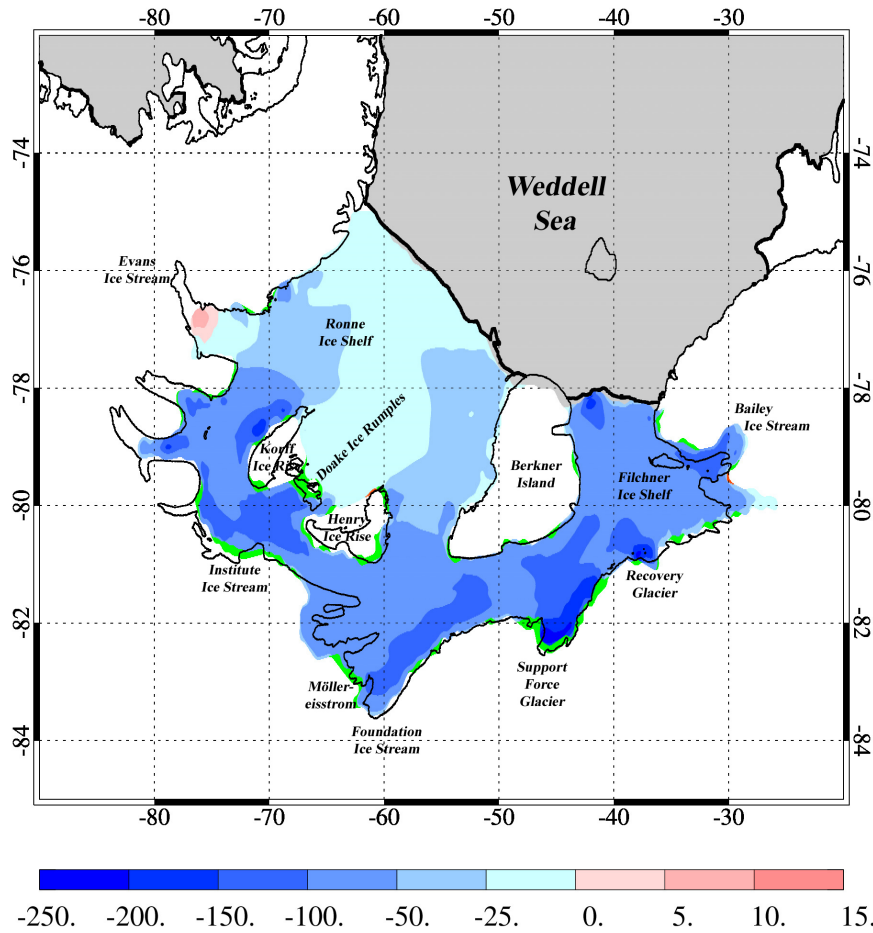 -80 -70 -60 -50 -40 -30
-74
-74
Weddell
Sea
Evans
Ice Stream
-76
-76
Ronne
Ice Shelf
-78
-78
Bailey
Ice Stream
Doake Ice Rumples
Korff
Ice Rise
Berkner
Island
Filchner
Ice Shelf
-80
-80
Henry
Ice Rise
Institute
Ice Stream
Recovery
Glacier
-82
-82
Support
Force
Glacier
Möller-
eisstrom
Foundation
Ice Stream
-84
-84
-80 -70 -60 -50 -40 -30
-250. -200. -150. -100. -50. -25. 0. 5. 10. 15.